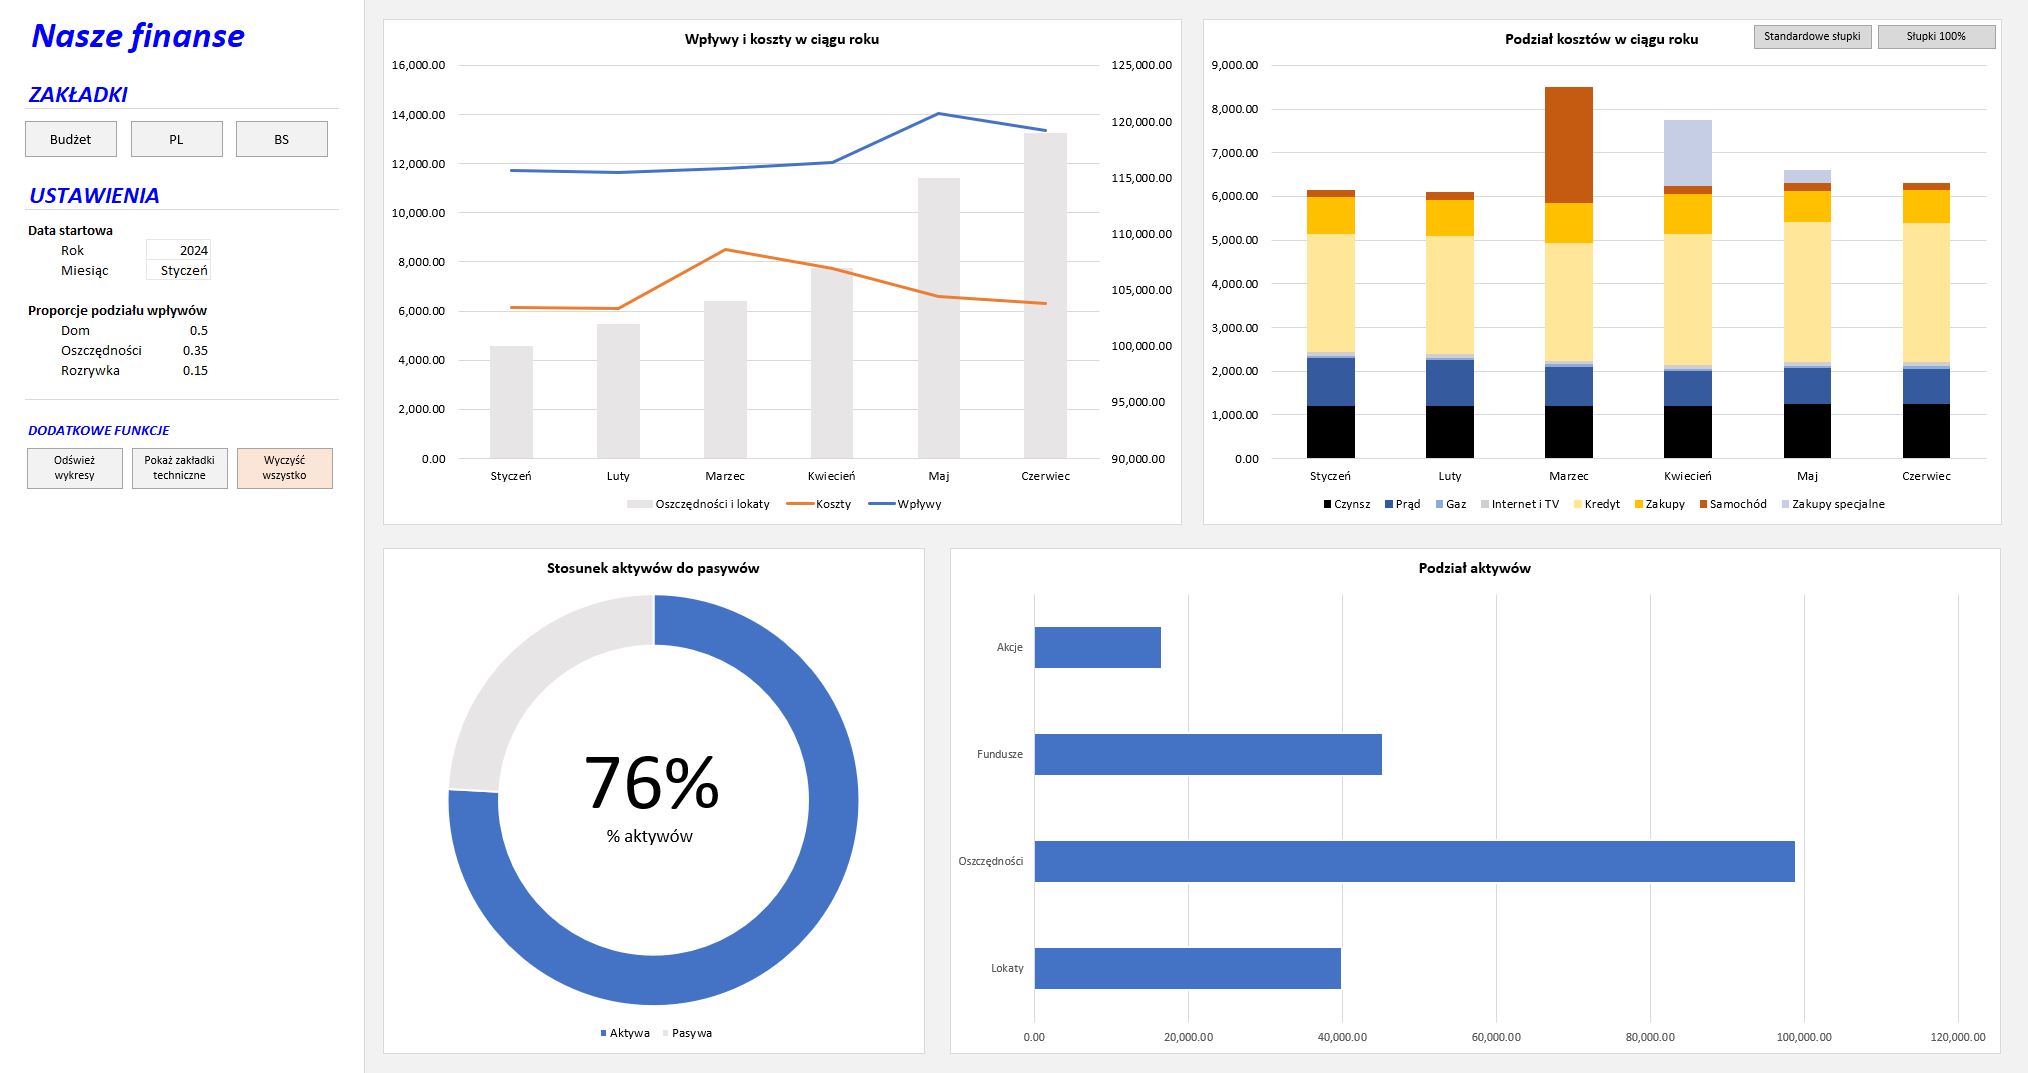 Nasze finanse
ZAKŁADKI
Budżet PL BS
USTAWIENIA
Data startowa
Rok 2024
Miesiąc Styczeń
Proporcje podziału wpływów
Dom 0.5
Oszczędności 0.35
Rozrywka 0.15
DODATKOWE FUNKCJE
Odśwież
wykresy
Pokaż zakładki
techniczne
Wyczyść
wszystko
Wpływy i koszty w ciągu roku
16,000.00
14,000.00
12,000.00
10,000.00
8,000.00
6,000.00
4,000.00
2,000.00
0.00
125,000.00
120,000.00
115,000.00
110,000.00
105,000.00
100,000.00
95,000.00
90,000.00
Styczeń Luty Marzec Kwiecień Maj Czerwiec
Oszczędności i lokaty Koszty Wpływy
Podział kosztów w ciągu roku
Standardowe słupki Słupki 100%
9,000.00
8,000.00
7,000.00
6,000.00
5,000.00
4,000.00
3,000.00
2,000.00
1,000.00
0.00
Styczeń Luty Marzec Kwiecień Maj Czerwiec
Czynsz Prąd Gaz Internet i TV Kredyt Zakupy Samochód Zakupy specjalne
Stosunek aktywów do pasywów
76%
% aktywów
Aktywa Pasywa
Podział aktywów
Akcje
Fundusze
Oszczędności
Lokaty
0.00 20,000.00 40,000.00 60,000.00 80,000.00 100,000.00 120,000.00